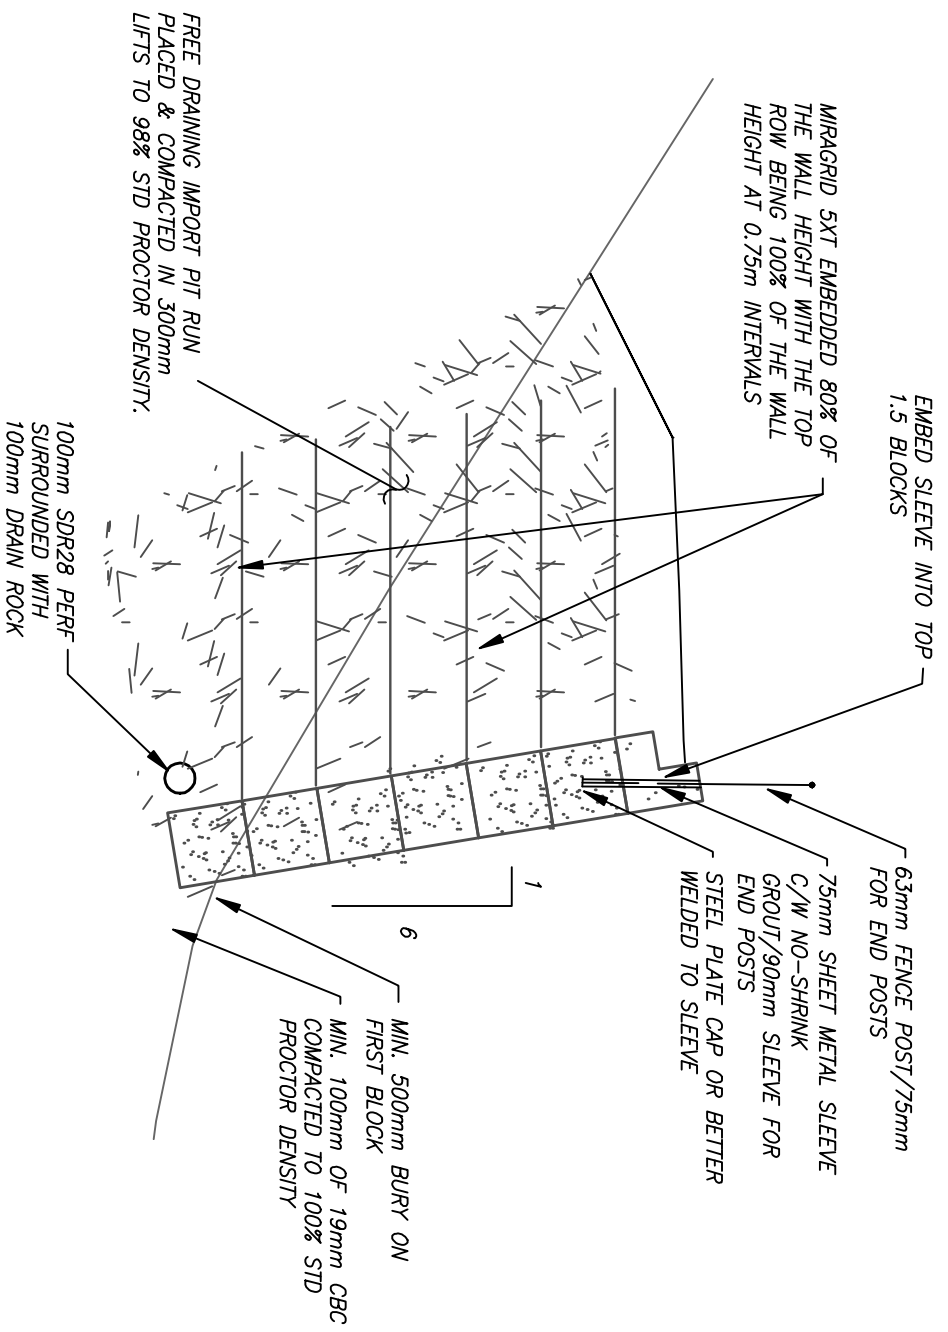 EMBED SLEEVE INTO TOP
1.5 BLOCKS
MIRAGRID 5XT EMBEDDED 80% OF
THE WALL HEIGHT WITH THE TOP
ROW BEING 100% OF THE WALL
HEIGHT AT 0.75m INTERVALS
63mm FENCE POST/75mm
FOR END POSTS
75mm SHEET METAL SLEEVE
C/W NO-SHRINK
GROUT/90mm SLEEVE FOR
END POSTS
STEEL PLATE CAP OR BETTER
WELDED TO SLEEVE
1
6
FREE DRAINING IMPORT PIT RUN
PLACED & COMPACTED IN 300mm
LIFTS TO 98% STD PROCTOR DENSITY.
MIN. 500mm BURY ON
FIRST BLOCK
MIN. 100mm OF 19mm CBC
COMPACTED TO 100% STD
PROCTOR DENSITY
100mm SDR28 PERF
SURROUNDED WITH
100mm DRAIN ROCK